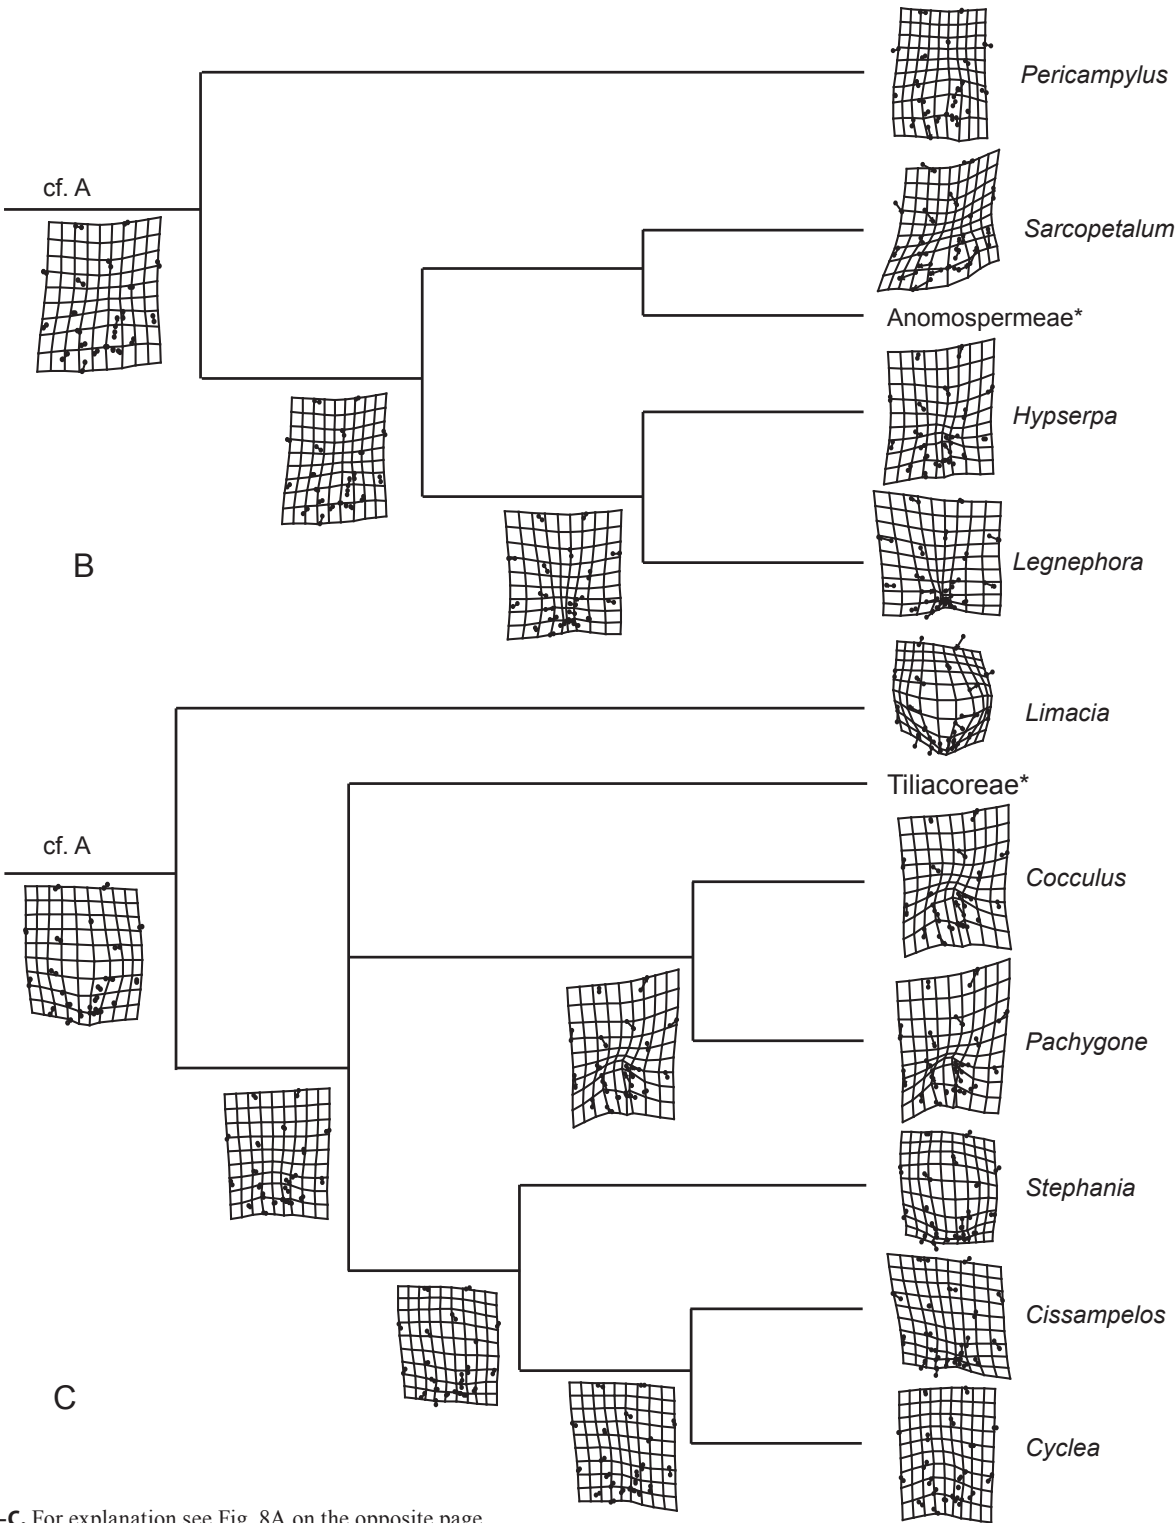 Pericampylus
cf. A
Sarcopetalum
Anomospermeae*
Hypserpa
B
Legnephora
Limacia
Tiliacoreae*
cf. A
Cocculus
Pachygone
Stephania
Cissampelos
C
Cyclea
-C. For explanation see Fig. 8A on the opposite page